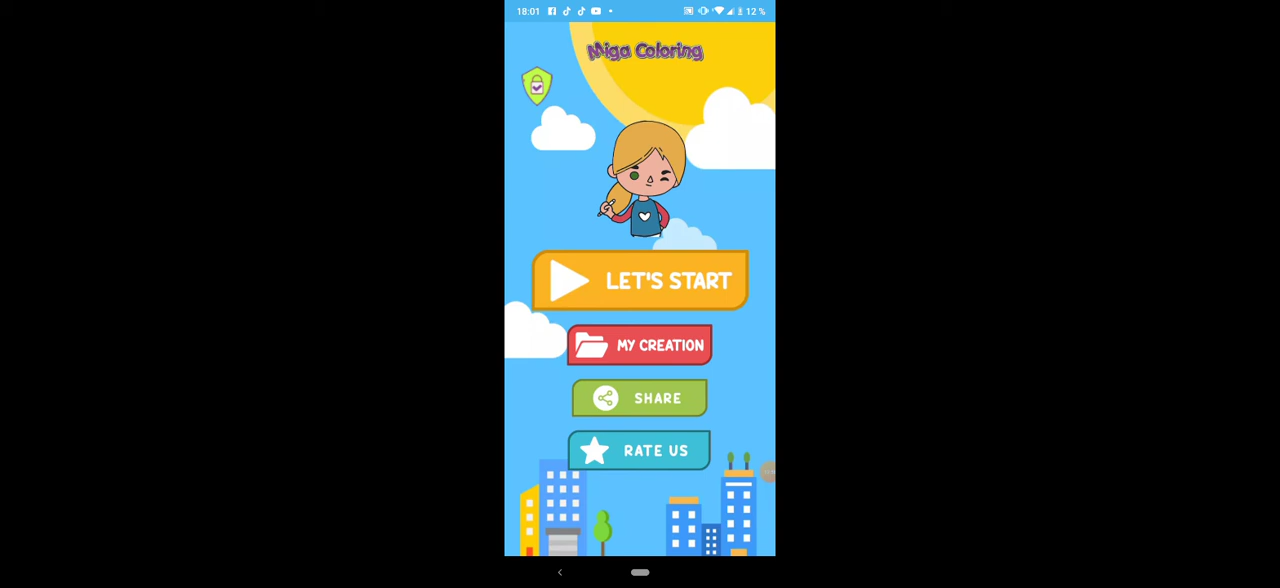 18:01 12 %
Miga Coloring
LET'S START
MY CREATION
SHARE
RATE US